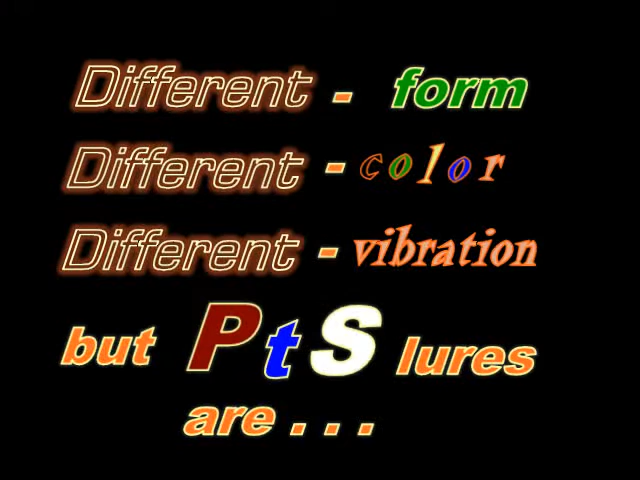 Different - form
Different - color
Different - vibration
but PtS lures
are . . .